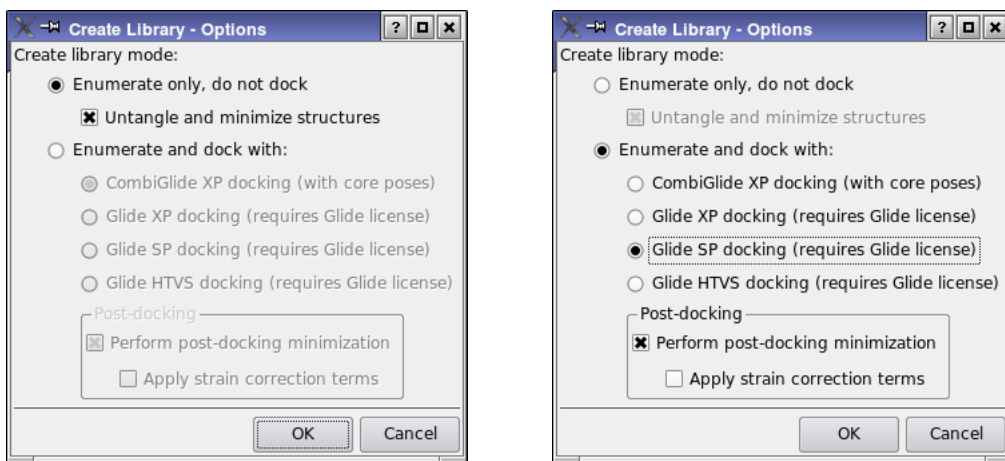 Create Library - Options
Create library mode:
Enumerate only, do not dock
Untangle and minimize structures
Enumerate and dock with:
CombiGlide XP docking (with core poses)
Glide XP docking (requires Glide license)
Glide SP docking (requires Glide license)
Glide HTVS docking (requires Glide license)
Post-docking
Perform post-docking minimization
Apply strain correction terms
OK Cancel
Create Library - Options
Create library mode:
Enumerate only, do not dock
Untangle and minimize structures
Enumerate and dock with:
CombiGlide XP docking (with core poses)
Glide XP docking (requires Glide license)
Glide SP docking (requires Glide license)
Glide HTVS docking (requires Glide license)
Post-docking
Perform post-docking minimization
Apply strain correction terms
OK Cancel